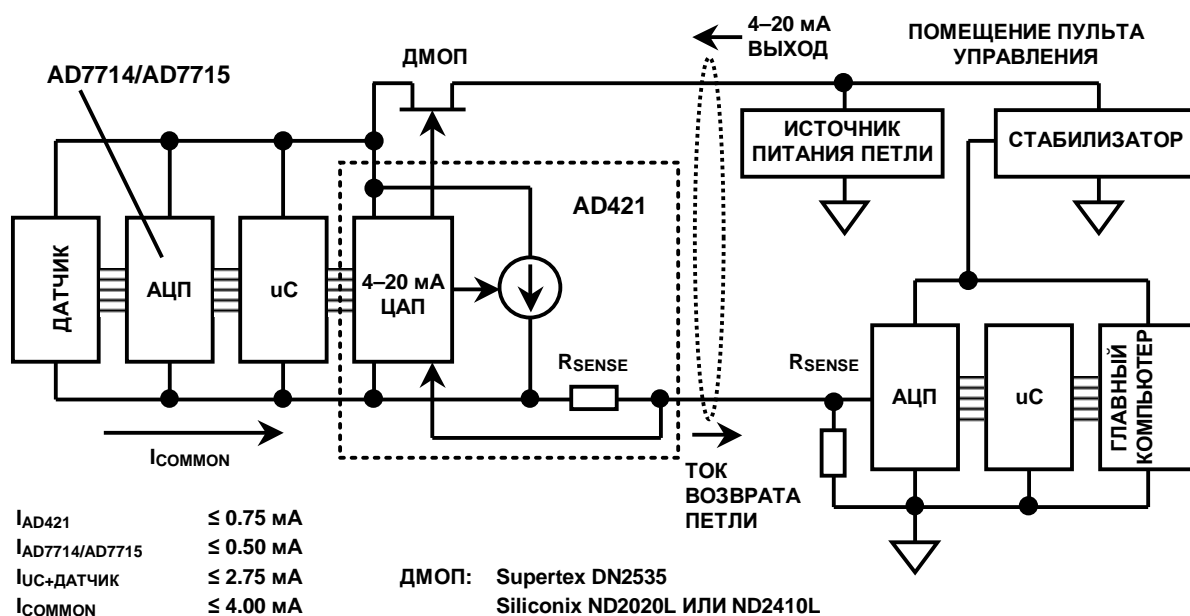 4–20 мА
ВЫХОД
ПОМЕЩЕНИЕ ПУЛЬТА
УПРАВЛЕНИЯ
ДМОП
AD7714/AD7715
ИСТОЧНИК
ПИТАНИЯ ПЕТЛИ
СТАБИЛИЗАТОР
AD421
ДАТЧИК
АЦП
uC
4–20 мА
ЦАП
RSENSE
RSENSE
АЦП
uC
ГЛАВНЫЙ
КОМПЬЮТЕР
ICOMMON
ТОК
ВОЗВРАТА
ПЕТЛИ
IAD421 ≤ 0.75 мА
IAD7714/AD7715 ≤ 0.50 мА
IUC+ДАТЧИК ≤ 2.75 мА
ICOMMON ≤ 4.00 мА
ДМОП: Supertex DN2535
Siliconix ND2020L ИЛИ ND2410L